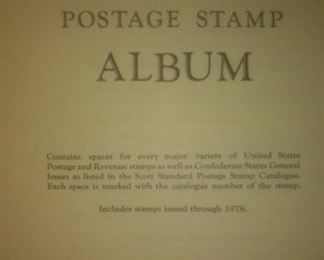 POSTAGE STAMP
ALBUM
Contains spaces for every major variety of United States
Postage and Revenue stamps as well as Confederate States General
Issues as listed in the Scott Standard Postage Stamp Catalogue.
Each space is marked with the catalogue number of the stamp.
Includes stamps issued through 1978.